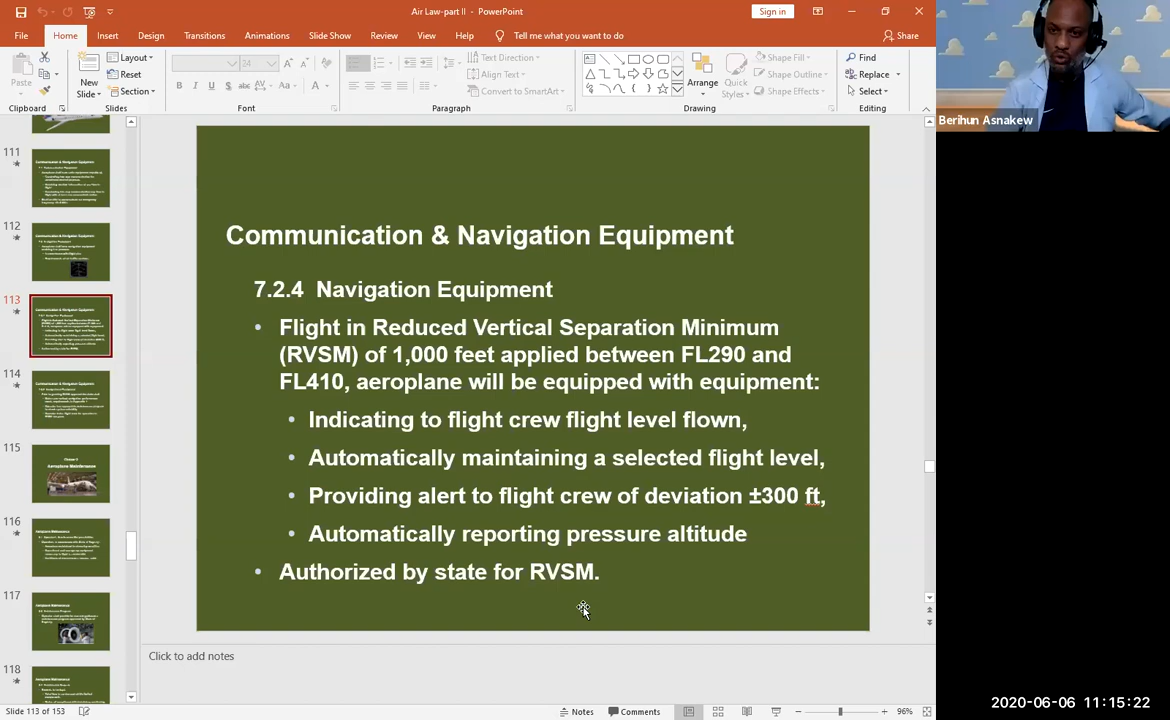 Air Law-part II - PowerPoint
Sign in
File Home Insert Design Transitions Animations Slide Show Review View Help Tell me what you want to do Share
Paste
New Slide
Layout
Reset
Section
24
B I U S abc AV Aa A
Text Direction
Align Text
Convert to SmartArt
Arrange
Quick Styles
Shape Fill
Shape Outline
Shape Effects
Find
Replace
Select
Clipboard Slides Font Paragraph Drawing Editing
Berihun Asnakew
111
112
113
114
115
116
117
118
Communication & Navigation Equipment
7.2.4 Navigation Equipment
• Flight in Reduced Vertical Separation Minimum
(RVSM) of 1,000 feet applied between FL290 and
FL410, aeroplane will be equipped with equipment:
• Indicating to flight crew flight level flown,
• Automatically maintaining a selected flight level,
• Providing alert to flight crew of deviation ±300 ft,
• Automatically reporting pressure altitude
• Authorized by state for RVSM.
Click to add notes
Slide 113 of 153
Notes
Comments
96%
2020-06-06 11:15:22